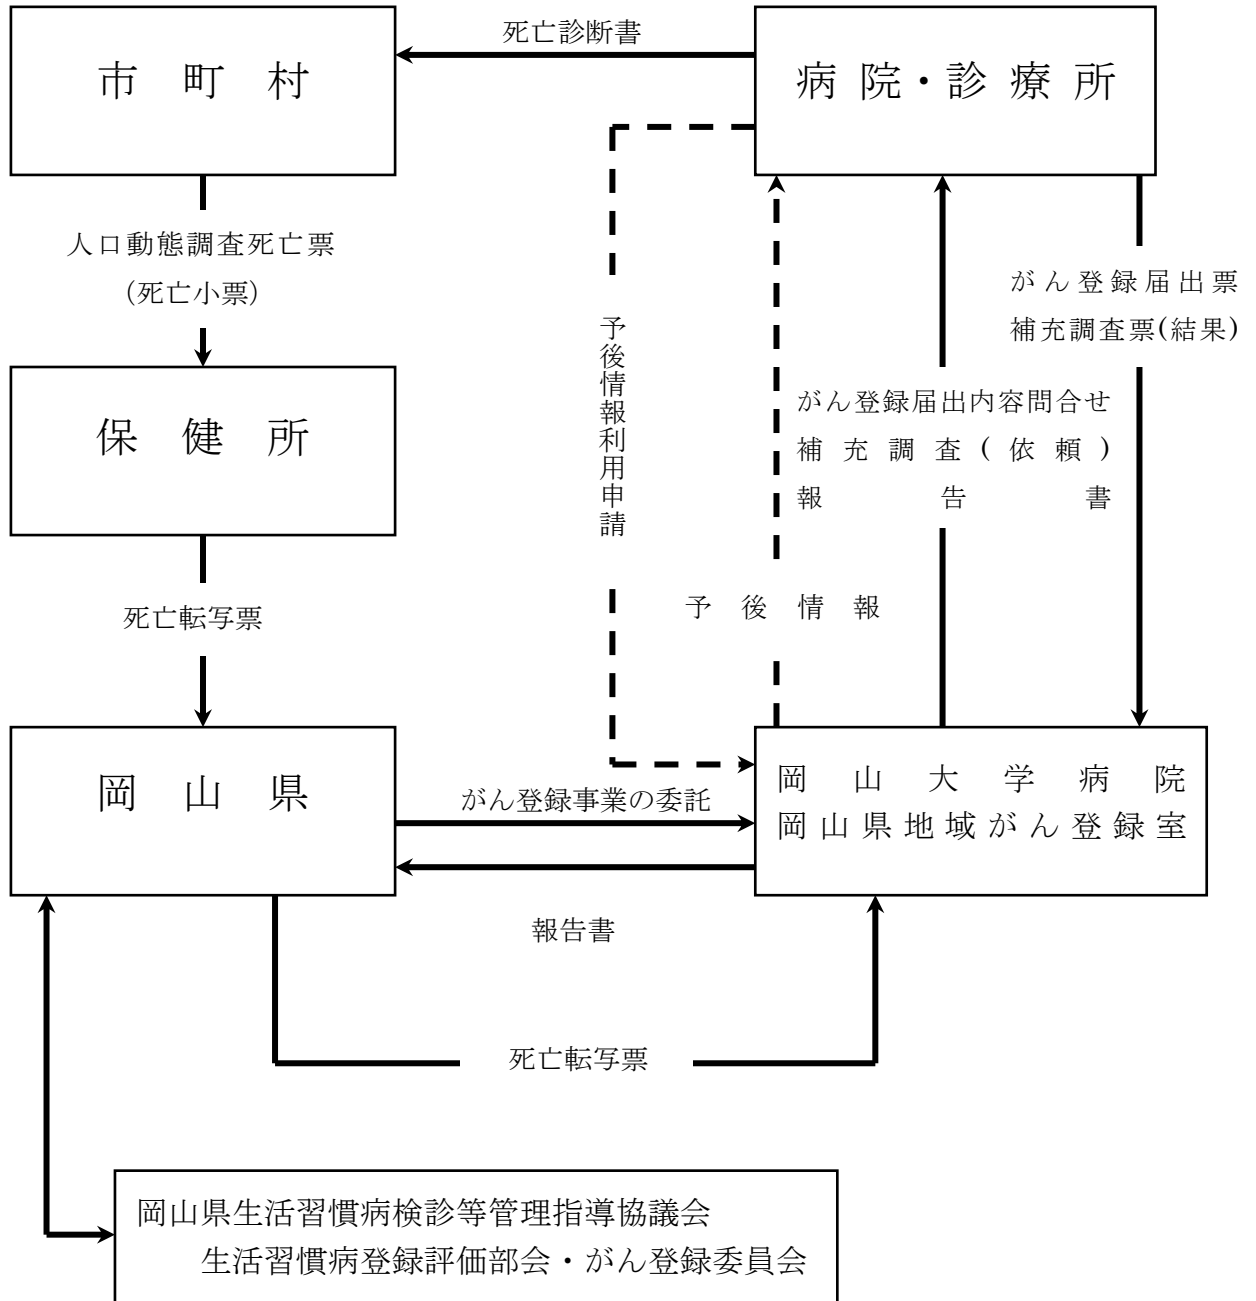 死亡診断書
市町村
病院・診療所
人口動態調査死亡票
(死亡小票)
がん登録届出票
補充調査票(結果)
予後情報利用申請
保健所
がん登録届出内容問合せ
補充調査(依頼)
報告書
死亡転写票
予後情報
岡山県
がん登録事業の委託
岡山大学病院
岡山県地域がん登録室
報告書
死亡転写票
岡山県生活習慣病検診等管理指導協議会
生活習慣病登録評価部会・がん登録委員会